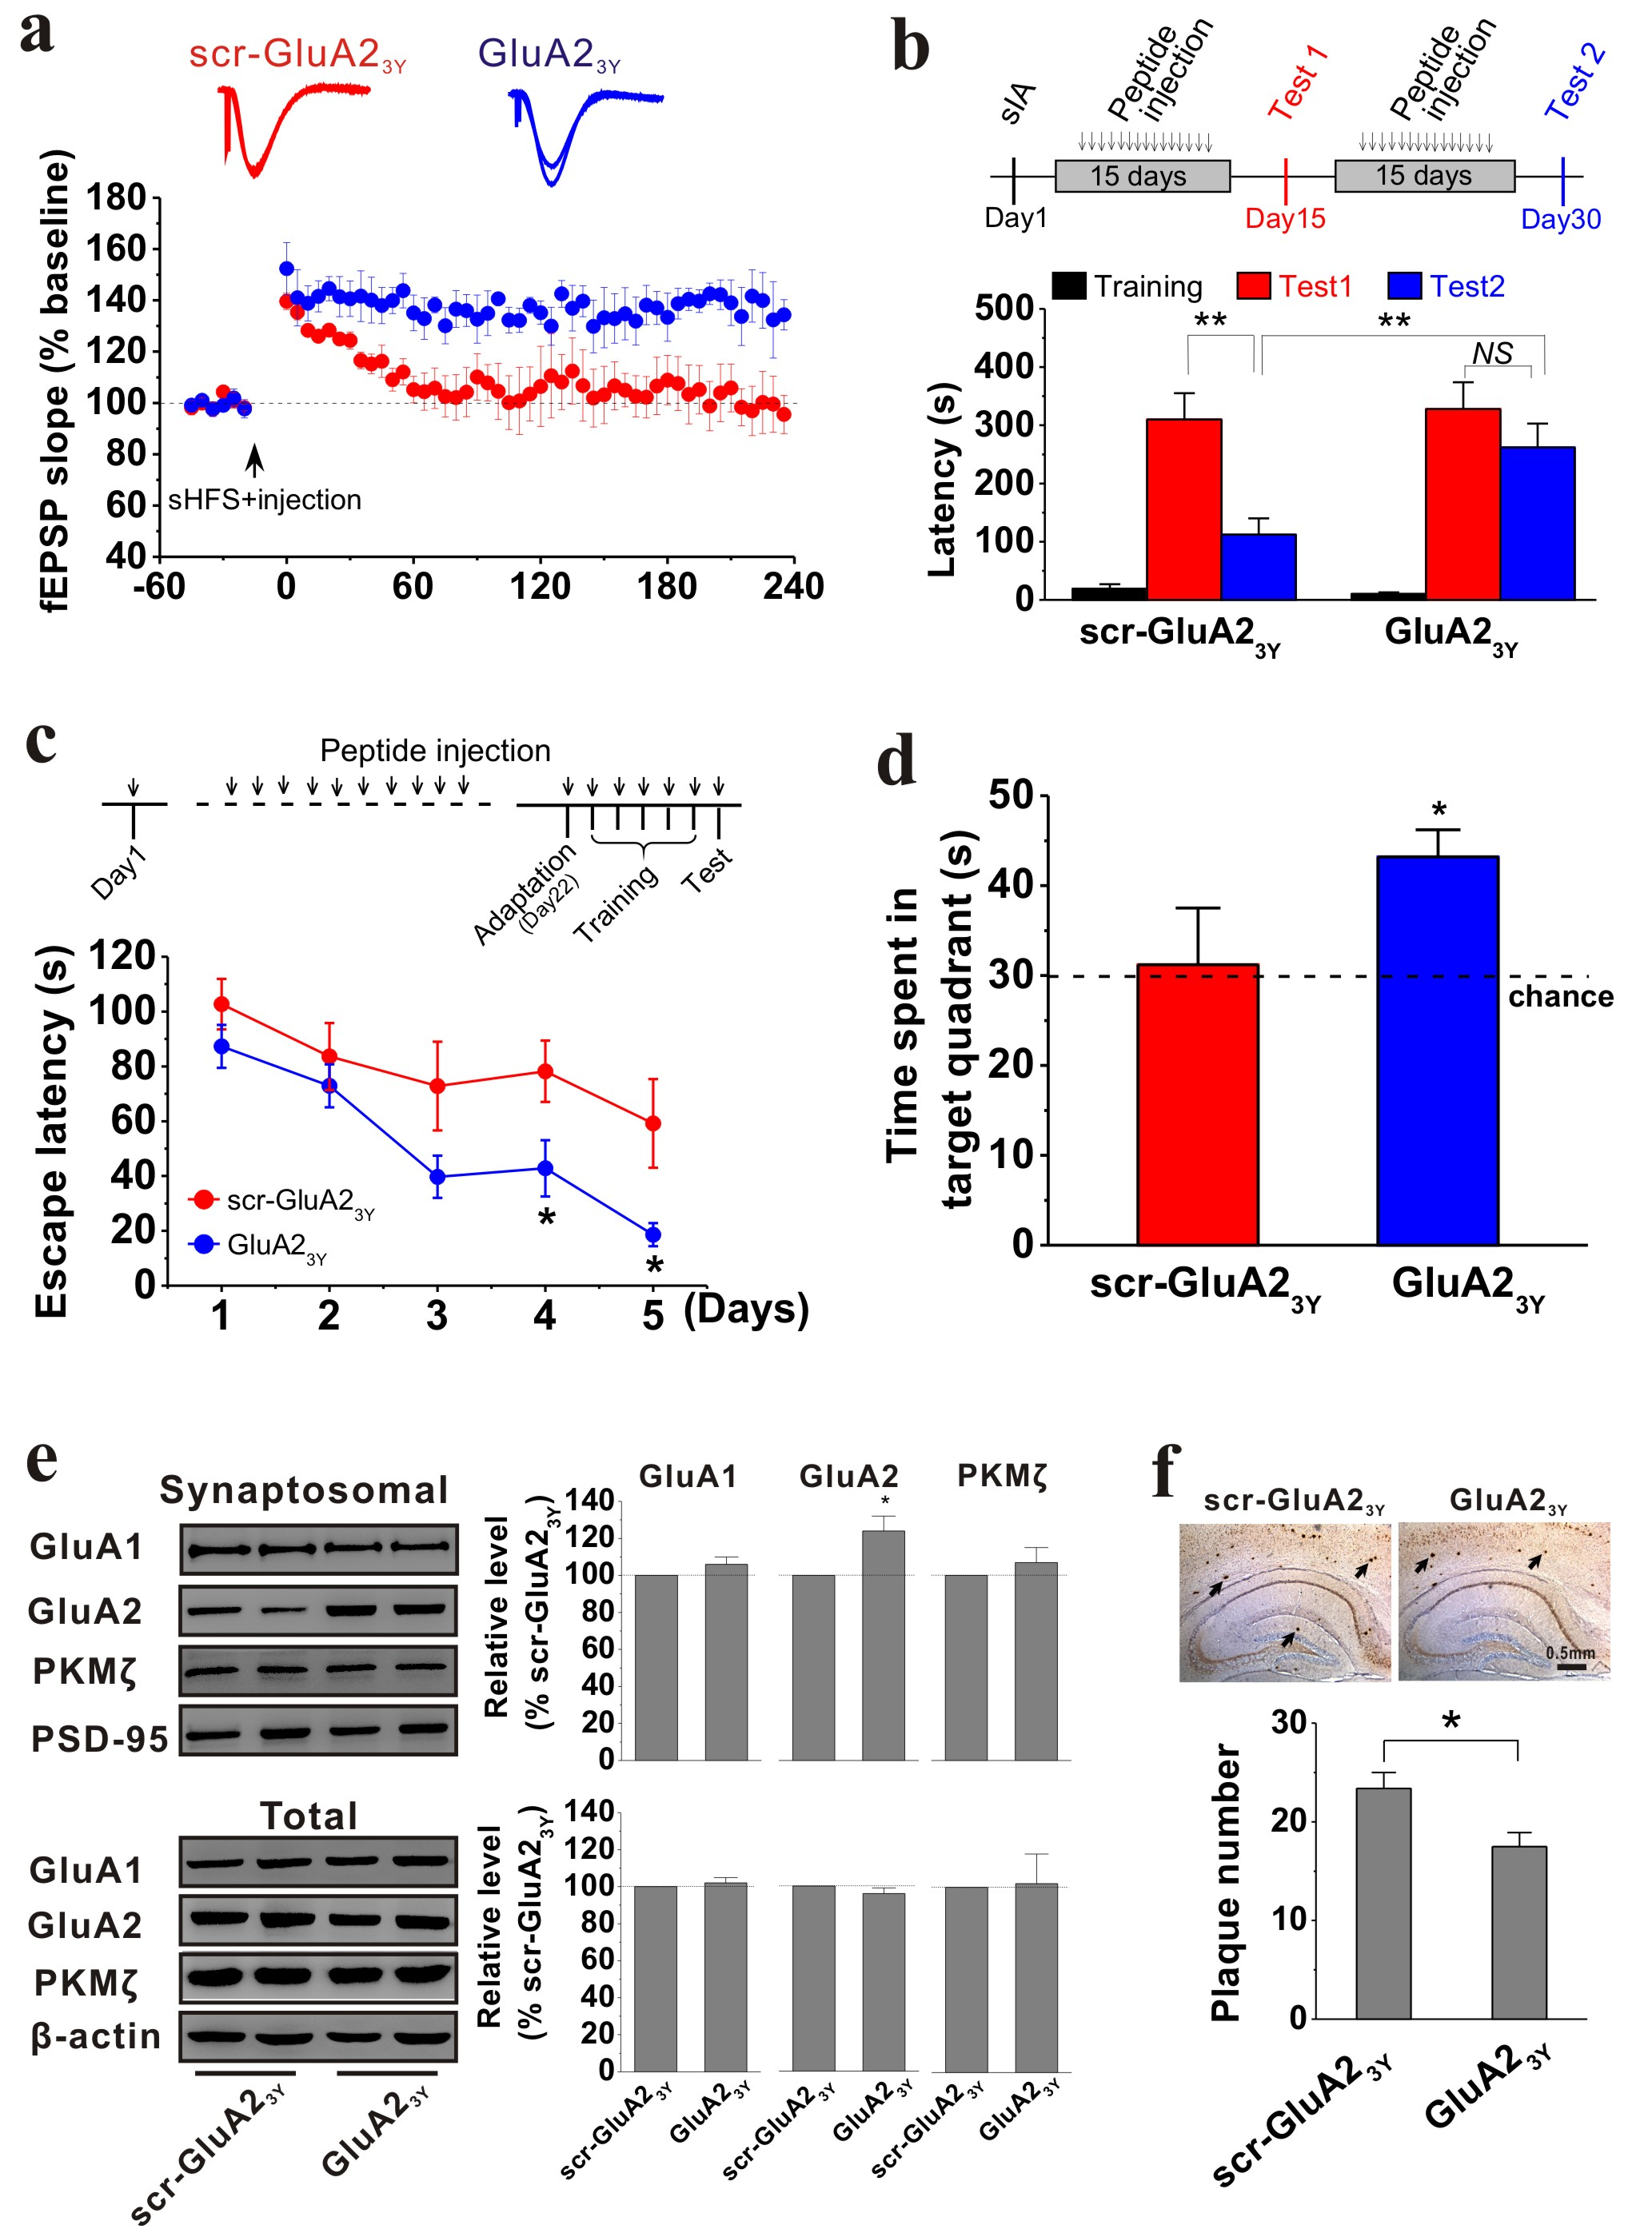 a
scr-GluA23Y
GluA23Y
fEPSP slope (% baseline)
180
160
140
120
100
80
60
40
sHFS+injection
-60 0 60 120 180 240
b
sIA
Peptide injection
Test 1
Peptide injection
Test 2
15 days
15 days
Day1
Day15
Day30
Training Test1 Test2
Latency (s)
500
400
300
200
100
0
**
**
NS
scr-GluA23Y
GluA23Y
c
Peptide injection
Day1
Adaptation
(Day22)
Training
Test
Escape latency (s)
120
100
80
60
40
20
0
scr-GluA23Y
GluA23Y
*
*
1 2 3 4 5 (Days)
d
Time spent in
target quadrant (s)
50
40
30
20
10
0
*
chance
scr-GluA23Y
GluA23Y
e
Synaptosomal
GluA1
GluA2
PKMζ
PSD-95
Total
GluA1
GluA2
PKMζ
β-actin
scr-GluA23Y
GluA23Y
GluA1 GluA2 PKMζ
Relative level
(% scr-GluA23Y)
140
120
100
80
60
40
20
0
*
Relative level
(% scr-GluA23Y)
140
120
100
80
60
40
20
0
scr-GluA23Y
GluA23Y
scr-GluA23Y
GluA23Y
scr-GluA23Y
GluA23Y
f
scr-GluA23Y
GluA23Y
0.5mm
Plaque number
30
20
10
0
*
scr-GluA23Y
GluA23Y